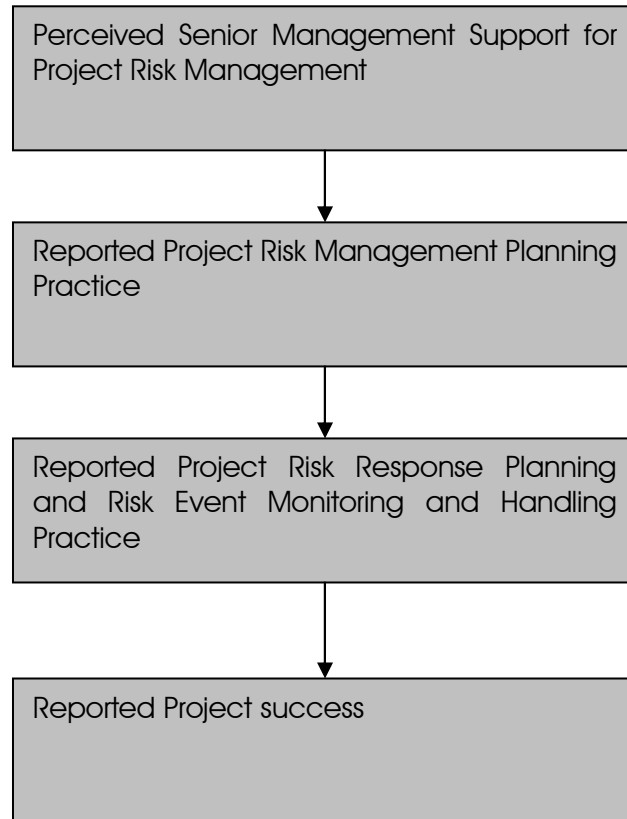 Perceived Senior Management Support for
Project Risk Management
Reported Project Risk Management Planning
Practice
Reported Project Risk Response Planning
and Risk Event Monitoring and Handling
Practice
Reported Project success